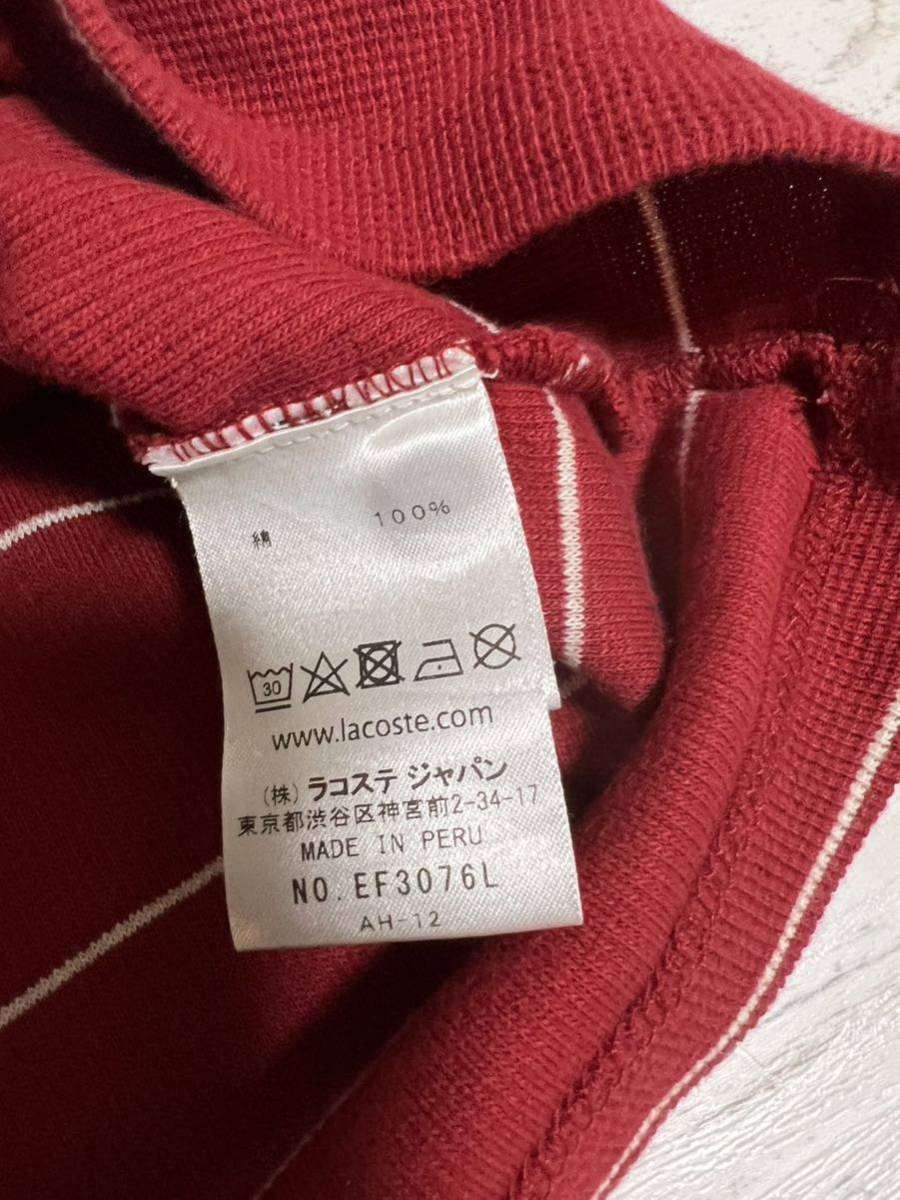 綿 100%
30
www.lacoste.com
(株) ラコステ ジャパン
東京都渋谷区神宮前2-34-17
MADE IN PERU
NO.EF3076L
AH-12